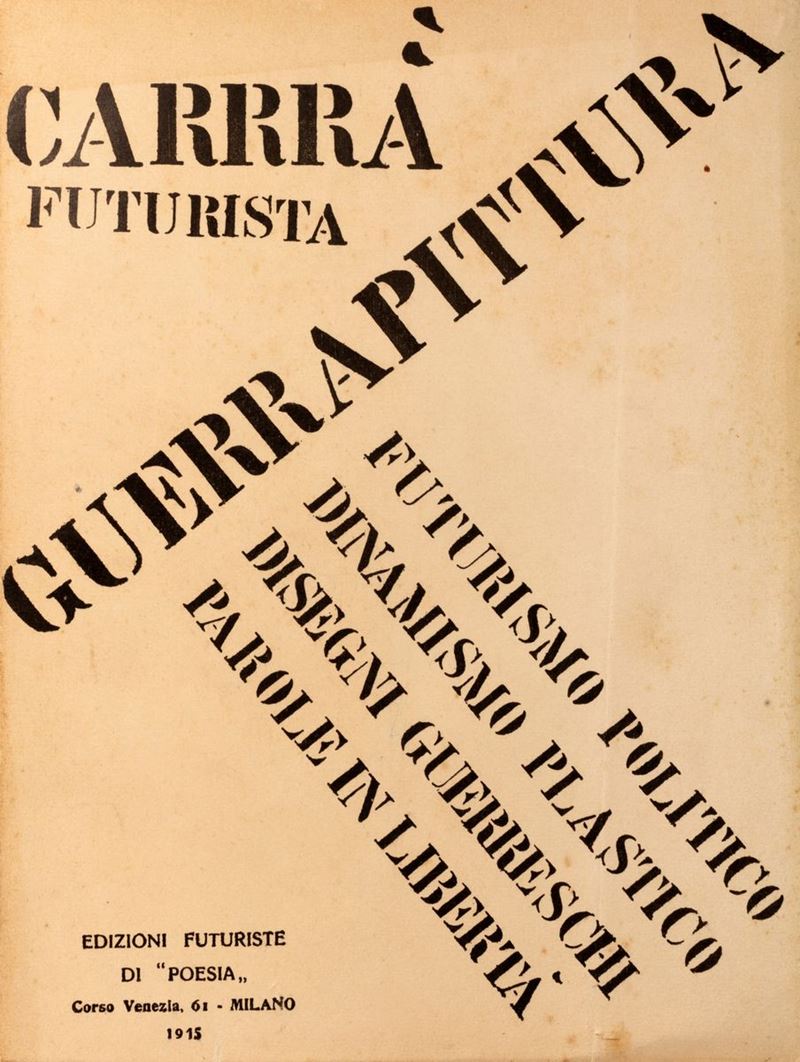 CARRRÀ
FUTURISTA
GUERRAPITTURA
FUTURISMO POLITICO
DINAMISMO PLASTICO
DISEGNI GUERRESCHI
PAROLE IN LIBERTÀ
EDIZIONI FUTURISTE
DI “POESIA„
Corso Venezia, 61 - MILANO
1915